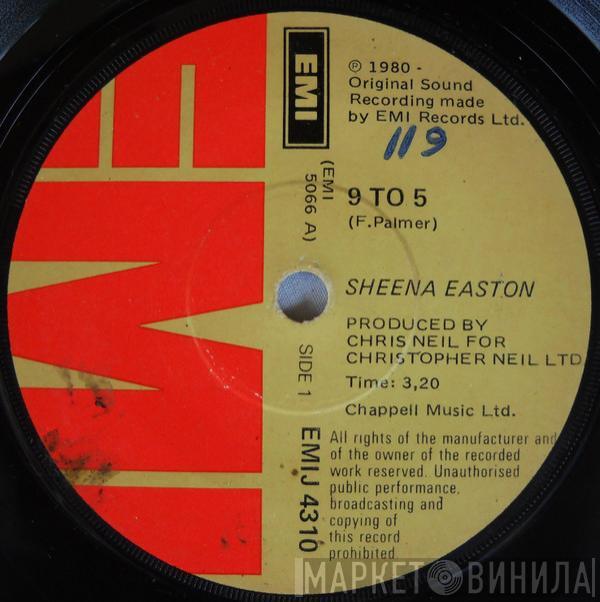 EMI
EMI
℗ 1980 -
Original Sound
Recording made
by EMI Records Ltd.
119
(EMI
5066 A)
9 TO 5
(F.Palmer)
SHEENA EASTON
PRODUCED BY
CHRIS NEIL FOR
CHRISTOPHER NEIL LTD
Time: 3,20
Chappell Music Ltd.
SIDE 1
EMIJ 4310
All rights of the manufacturer and
of the owner of the recorded
work reserved. Unauthorised
public performance,
broadcasting and
copying of
this record
prohibited
МАРКЕТ ВИНИЛА